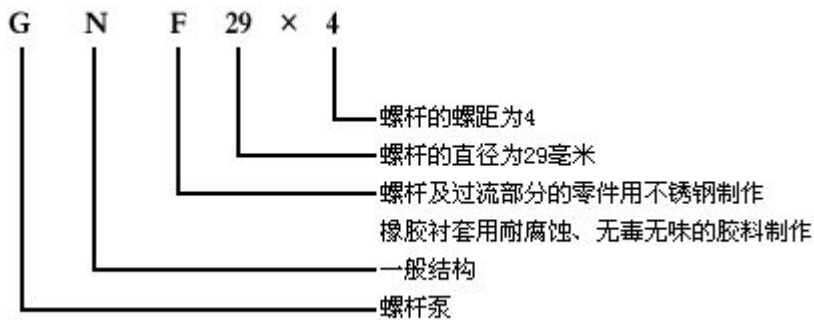 G N F 29 × 4
螺杆的螺距为4
螺杆的直径为29毫米
螺杆及过流部分的零件用不锈钢制作
橡胶衬套用耐腐蚀、无毒无味的胶料制作
一般结构
螺杆泵